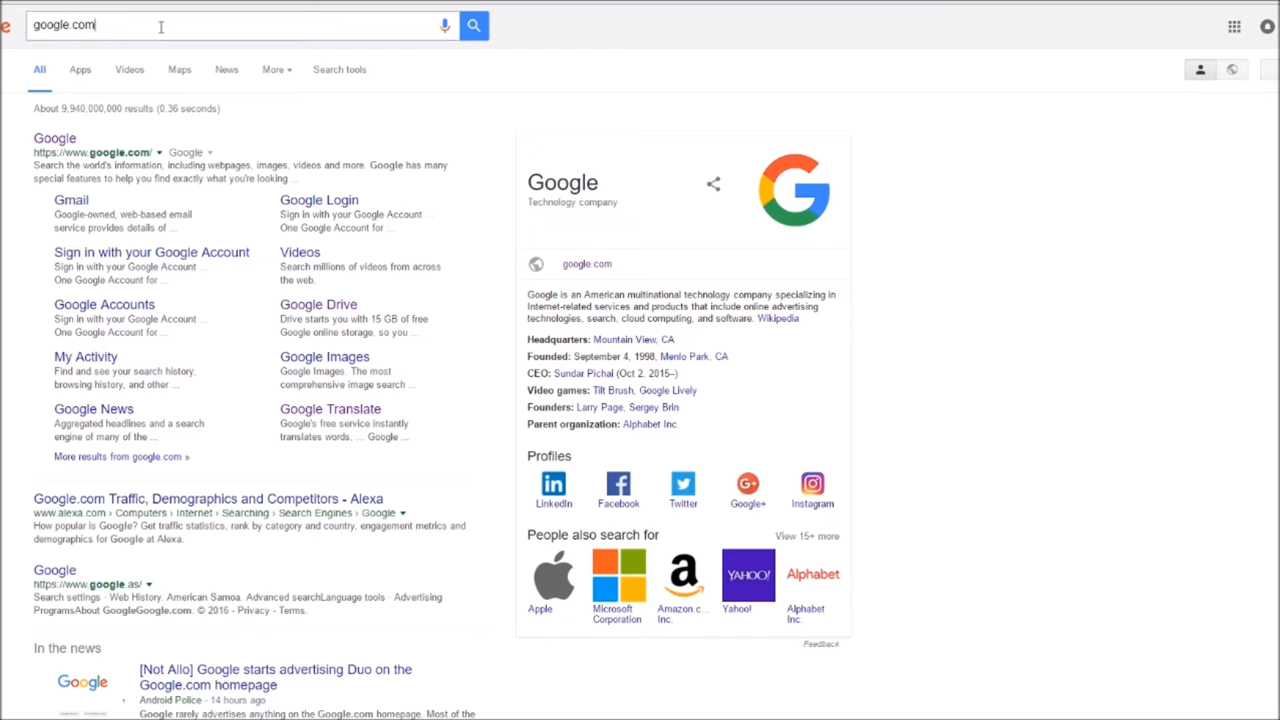 google.com
All Apps Videos Maps News More Search tools
About 9,940,000,000 results (0.36 seconds)
Google
https://www.google.com/ Google
Search the world's information, including webpages, images, videos and more. Google has many
special features to help you find exactly what you're looking ...
Gmail
Google-owned, web-based email
service provides details of ...
Google Login
Sign in with your Google Account ...
One Google Account for ...
Sign in with your Google Account
Sign in with your Google Account ...
One Google Account for ...
Videos
Search millions of videos from across
the web.
Google Accounts
Sign in with your Google Account ...
One Google Account for ...
Google Drive
Drive starts you with 15 GB of free
Google online storage, so you ...
My Activity
Find and see your search history,
browsing history, and other ...
Google Images
Google Images. The most
comprehensive image search ...
Google News
Aggregated headlines and a search
engine of many of the ...
Google Translate
Google's free service instantly
translates words, ... Google ...
More results from google.com »
Google.com Traffic, Demographics and Competitors - Alexa
www.alexa.com › Computers › Internet › Searching › Search Engines › Google
How popular is Google? Get traffic statistics, rank by category and country, engagement metrics and
demographics for Google at Alexa.
Google
https://www.google.as/
Search settings · Web History. American Samoa. Advanced searchLanguage tools · Advertising
ProgramsAbout GoogleGoogle.com. © 2016 - Privacy - Terms.
In the news
Google
[Not Allo] Google starts advertising Duo on the
Google.com homepage
Android Police - 14 hours ago
Google rarely advertises anything on the Google.com homepage. Most of the
Google
Technology company
google.com
Google is an American multinational technology company specializing in
Internet-related services and products that include online advertising
technologies, search, cloud computing, and software. Wikipedia
Headquarters: Mountain View, CA
Founded: September 4, 1998, Menlo Park, CA
CEO: Sundar Pichai (Oct 2, 2015–)
Video games: Tilt Brush, Google Lively
Founders: Larry Page, Sergey Brin
Parent organization: Alphabet Inc
Profiles
LinkedIn Facebook Twitter Google+ Instagram
People also search for View 15+ more
YAHOO! Alphabet
Apple
Microsoft
Corporation
Amazon.c...
Inc.
Yahoo!
Alphabet
Inc.
Feedback